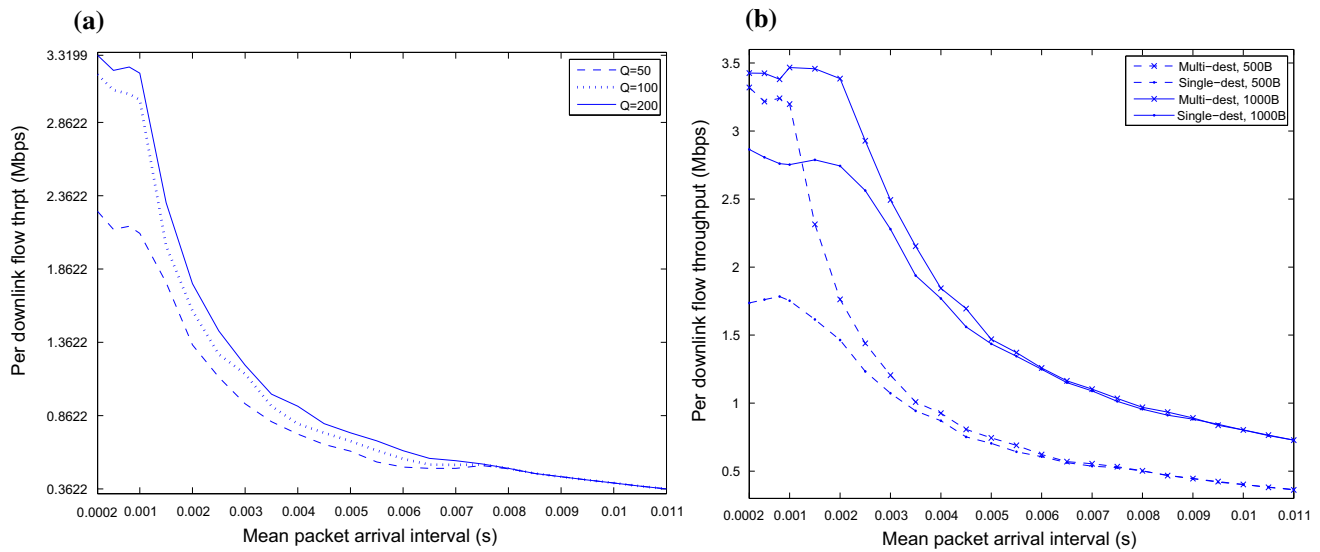 (a)
3.3199
2.8622
2.3622
1.8622
1.3622
0.8622
0.3622
Per downlink flow thrpt (Mbps)
Q=50
Q=100
Q=200
0.0002 0.001 0.002 0.003 0.004 0.005 0.006 0.007 0.008 0.009 0.01 0.011
Mean packet arrival interval (s)
(b)
3.5
3
2.5
2
1.5
1
0.5
Per downlink flow throughput (Mbps)
Multi-dest, 500B
Single-dest, 500B
Multi-dest, 1000B
Single-dest, 1000B
0.0002 0.001 0.002 0.003 0.004 0.005 0.006 0.007 0.008 0.009 0.01 0.011
Mean packet arrival interval (s)